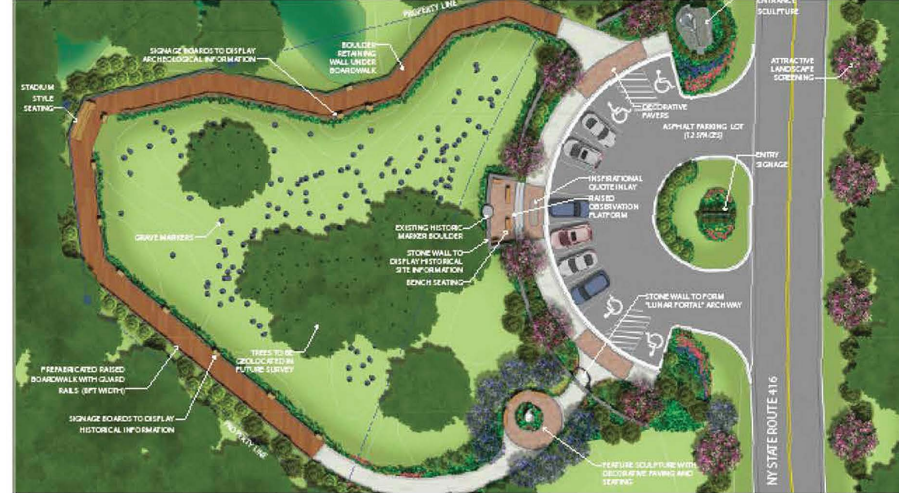 PROPERTY LINE
ENTRANCE
SCULPTURE
SIGNAGE BOARDS TO DISPLAY
ARCHEOLOGICAL INFORMATION
BOULDER
RETAINING
WALL UNDER
BOARDWALK
ATTRACTIVE
LANDSCAPE
SCREENING
STADIUM
STYLE
SEATING
DECORATIVE
PAVERS
ASPHALT PARKING LOT
(12 SPACES)
ENTRY
SIGNAGE
INSPIRATIONAL
QUOTE INLAY
RAISED
OBSERVATION
PLATFORM
GRAVE MARKERS
EXISTING HISTORIC
MARKER BOULDER
STONE WALL TO
DISPLAY HISTORICAL
SITE INFORMATION
BENCH SEATING
STONE WALL TO FORM
"LUNAR PORTAL" ARCHWAY
TREES TO BE
GEOLOCATED IN
FUTURE SURVEY
PREFABRICATED RAISED
BOARDWALK WITH GUARD
RAILS (8FT WIDTH)
SIGNAGE BOARDS TO DISPLAY
HISTORICAL INFORMATION
PROPERTY LINE
NY STATE ROUTE 416
FEATURE SCULPTURE WITH
DECORATIVE PAVING AND
SEATING